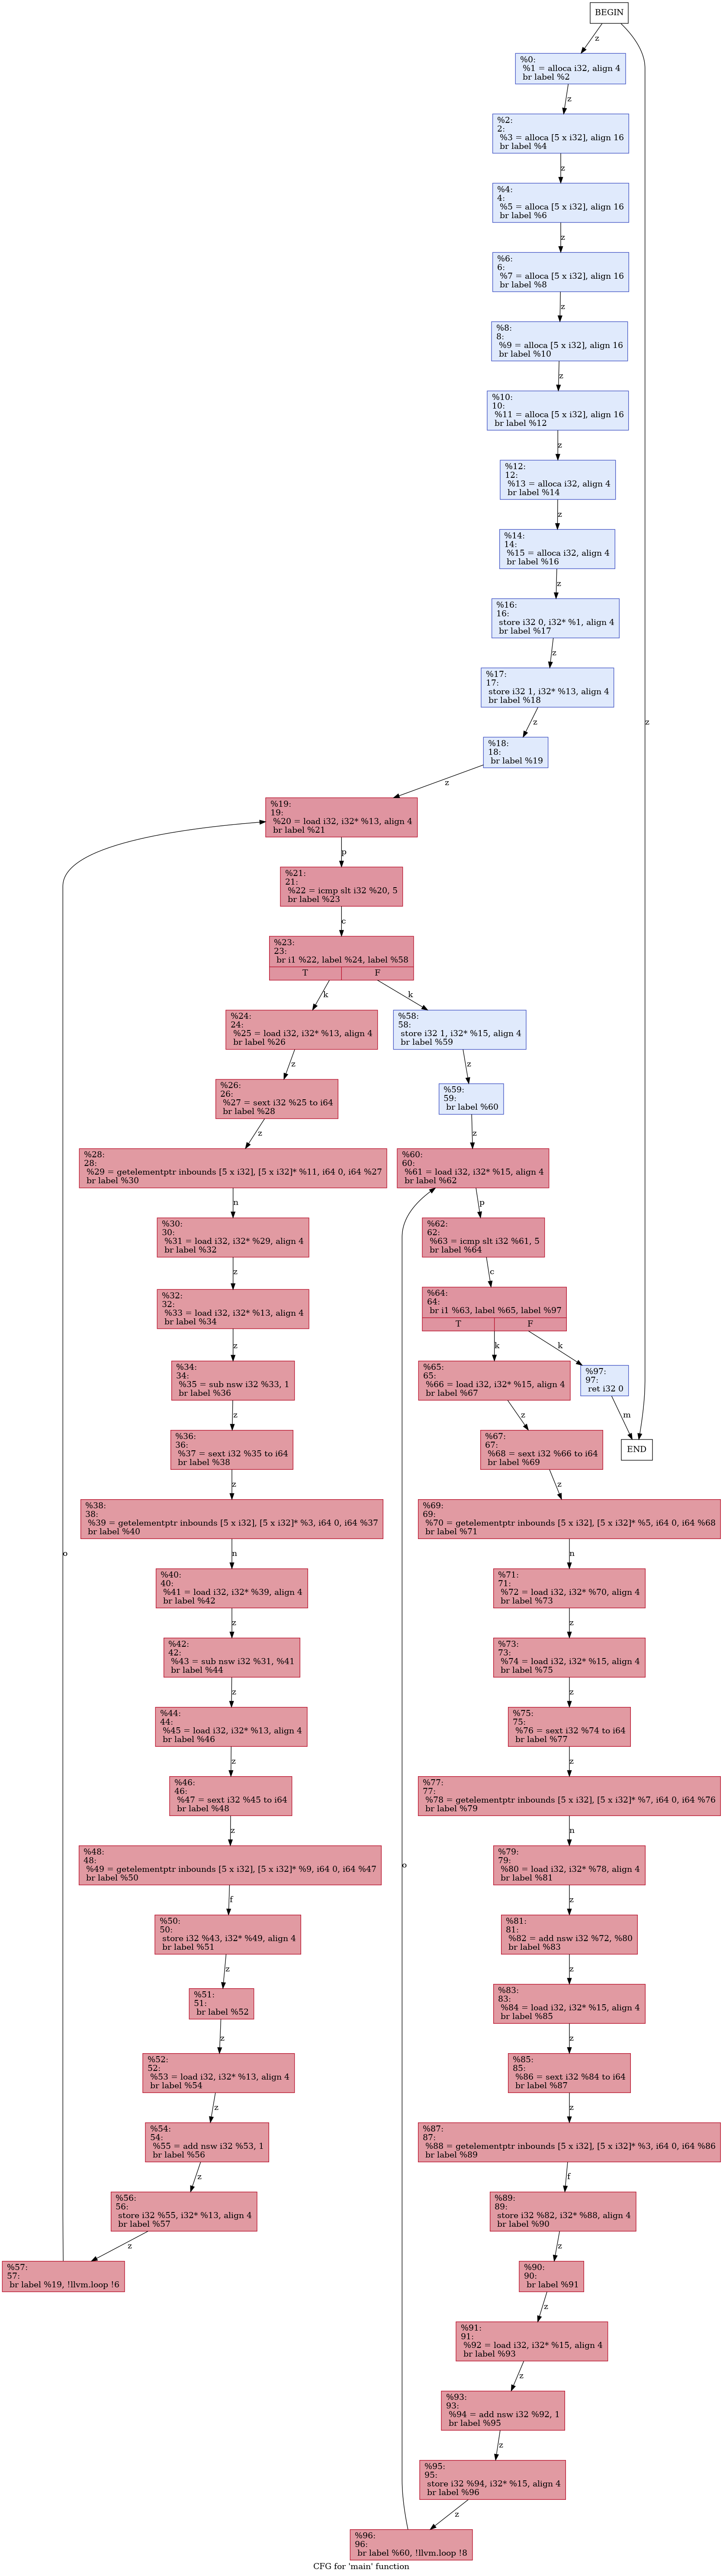 BEGIN
z
%0:
%1 = alloca i32, align 4
br label %2
z
%2:
2:
%3 = alloca [5 x i32], align 16
br label %4
z
%4:
4:
%5 = alloca [5 x i32], align 16
br label %6
z
%6:
6:
%7 = alloca [5 x i32], align 16
br label %8
z
%8:
8:
%9 = alloca [5 x i32], align 16
br label %10
z
%10:
10:
%11 = alloca [5 x i32], align 16
br label %12
z
%12:
12:
%13 = alloca i32, align 4
br label %14
z
%14:
14:
%15 = alloca i32, align 4
br label %16
z
%16:
16:
store i32 0, i32* %1, align 4
br label %17
z
%17:
17:
store i32 1, i32* %13, align 4
br label %18
z
z
%18:
18:
br label %19
z
%19:
19:
%20 = load i32, i32* %13, align 4
br label %21
p
%21:
21:
%22 = icmp slt i32 %20, 5
br label %23
c
%23:
23:
br i1 %22, label %24, label %58
T
F
k
k
%24:
24:
%25 = load i32, i32* %13, align 4
br label %26
z
%26:
26:
%27 = sext i32 %25 to i64
br label %28
z
%28:
28:
%29 = getelementptr inbounds [5 x i32], [5 x i32]* %11, i64 0, i64 %27
br label %30
n
%30:
30:
%31 = load i32, i32* %29, align 4
br label %32
z
%32:
32:
%33 = load i32, i32* %13, align 4
br label %34
z
%34:
34:
%35 = sub nsw i32 %33, 1
br label %36
z
%36:
36:
%37 = sext i32 %35 to i64
br label %38
z
%38:
38:
%39 = getelementptr inbounds [5 x i32], [5 x i32]* %3, i64 0, i64 %37
br label %40
o
n
%40:
40:
%41 = load i32, i32* %39, align 4
br label %42
z
%42:
42:
%43 = sub nsw i32 %31, %41
br label %44
z
%44:
44:
%45 = load i32, i32* %13, align 4
br label %46
z
%46:
46:
%47 = sext i32 %45 to i64
br label %48
z
%48:
48:
%49 = getelementptr inbounds [5 x i32], [5 x i32]* %9, i64 0, i64 %47
br label %50
f
%50:
50:
store i32 %43, i32* %49, align 4
br label %51
z
%51:
51:
br label %52
z
%52:
52:
%53 = load i32, i32* %13, align 4
br label %54
z
%54:
54:
%55 = add nsw i32 %53, 1
br label %56
z
%56:
56:
store i32 %55, i32* %13, align 4
br label %57
z
%57:
57:
br label %19, !llvm.loop !6
%58:
58:
store i32 1, i32* %15, align 4
br label %59
z
%59:
59:
br label %60
z
%60:
60:
%61 = load i32, i32* %15, align 4
br label %62
p
%62:
62:
%63 = icmp slt i32 %61, 5
br label %64
c
%64:
64:
br i1 %63, label %65, label %97
T
F
k
k
%97:
97:
ret i32 0
m
END
%65:
65:
%66 = load i32, i32* %15, align 4
br label %67
z
%67:
67:
%68 = sext i32 %66 to i64
br label %69
z
%69:
69:
%70 = getelementptr inbounds [5 x i32], [5 x i32]* %5, i64 0, i64 %68
br label %71
n
%71:
71:
%72 = load i32, i32* %70, align 4
br label %73
z
%73:
73:
%74 = load i32, i32* %15, align 4
br label %75
z
%75:
75:
%76 = sext i32 %74 to i64
br label %77
z
%77:
77:
%78 = getelementptr inbounds [5 x i32], [5 x i32]* %7, i64 0, i64 %76
br label %79
n
%79:
79:
%80 = load i32, i32* %78, align 4
br label %81
o
z
%81:
81:
%82 = add nsw i32 %72, %80
br label %83
z
%83:
83:
%84 = load i32, i32* %15, align 4
br label %85
z
%85:
85:
%86 = sext i32 %84 to i64
br label %87
z
%87:
87:
%88 = getelementptr inbounds [5 x i32], [5 x i32]* %3, i64 0, i64 %86
br label %89
f
%89:
89:
store i32 %82, i32* %88, align 4
br label %90
z
%90:
90:
br label %91
z
%91:
91:
%92 = load i32, i32* %15, align 4
br label %93
z
%93:
93:
%94 = add nsw i32 %92, 1
br label %95
z
%95:
95:
store i32 %94, i32* %15, align 4
br label %96
z
%96:
96:
br label %60, !llvm.loop !8
CFG for 'main' function